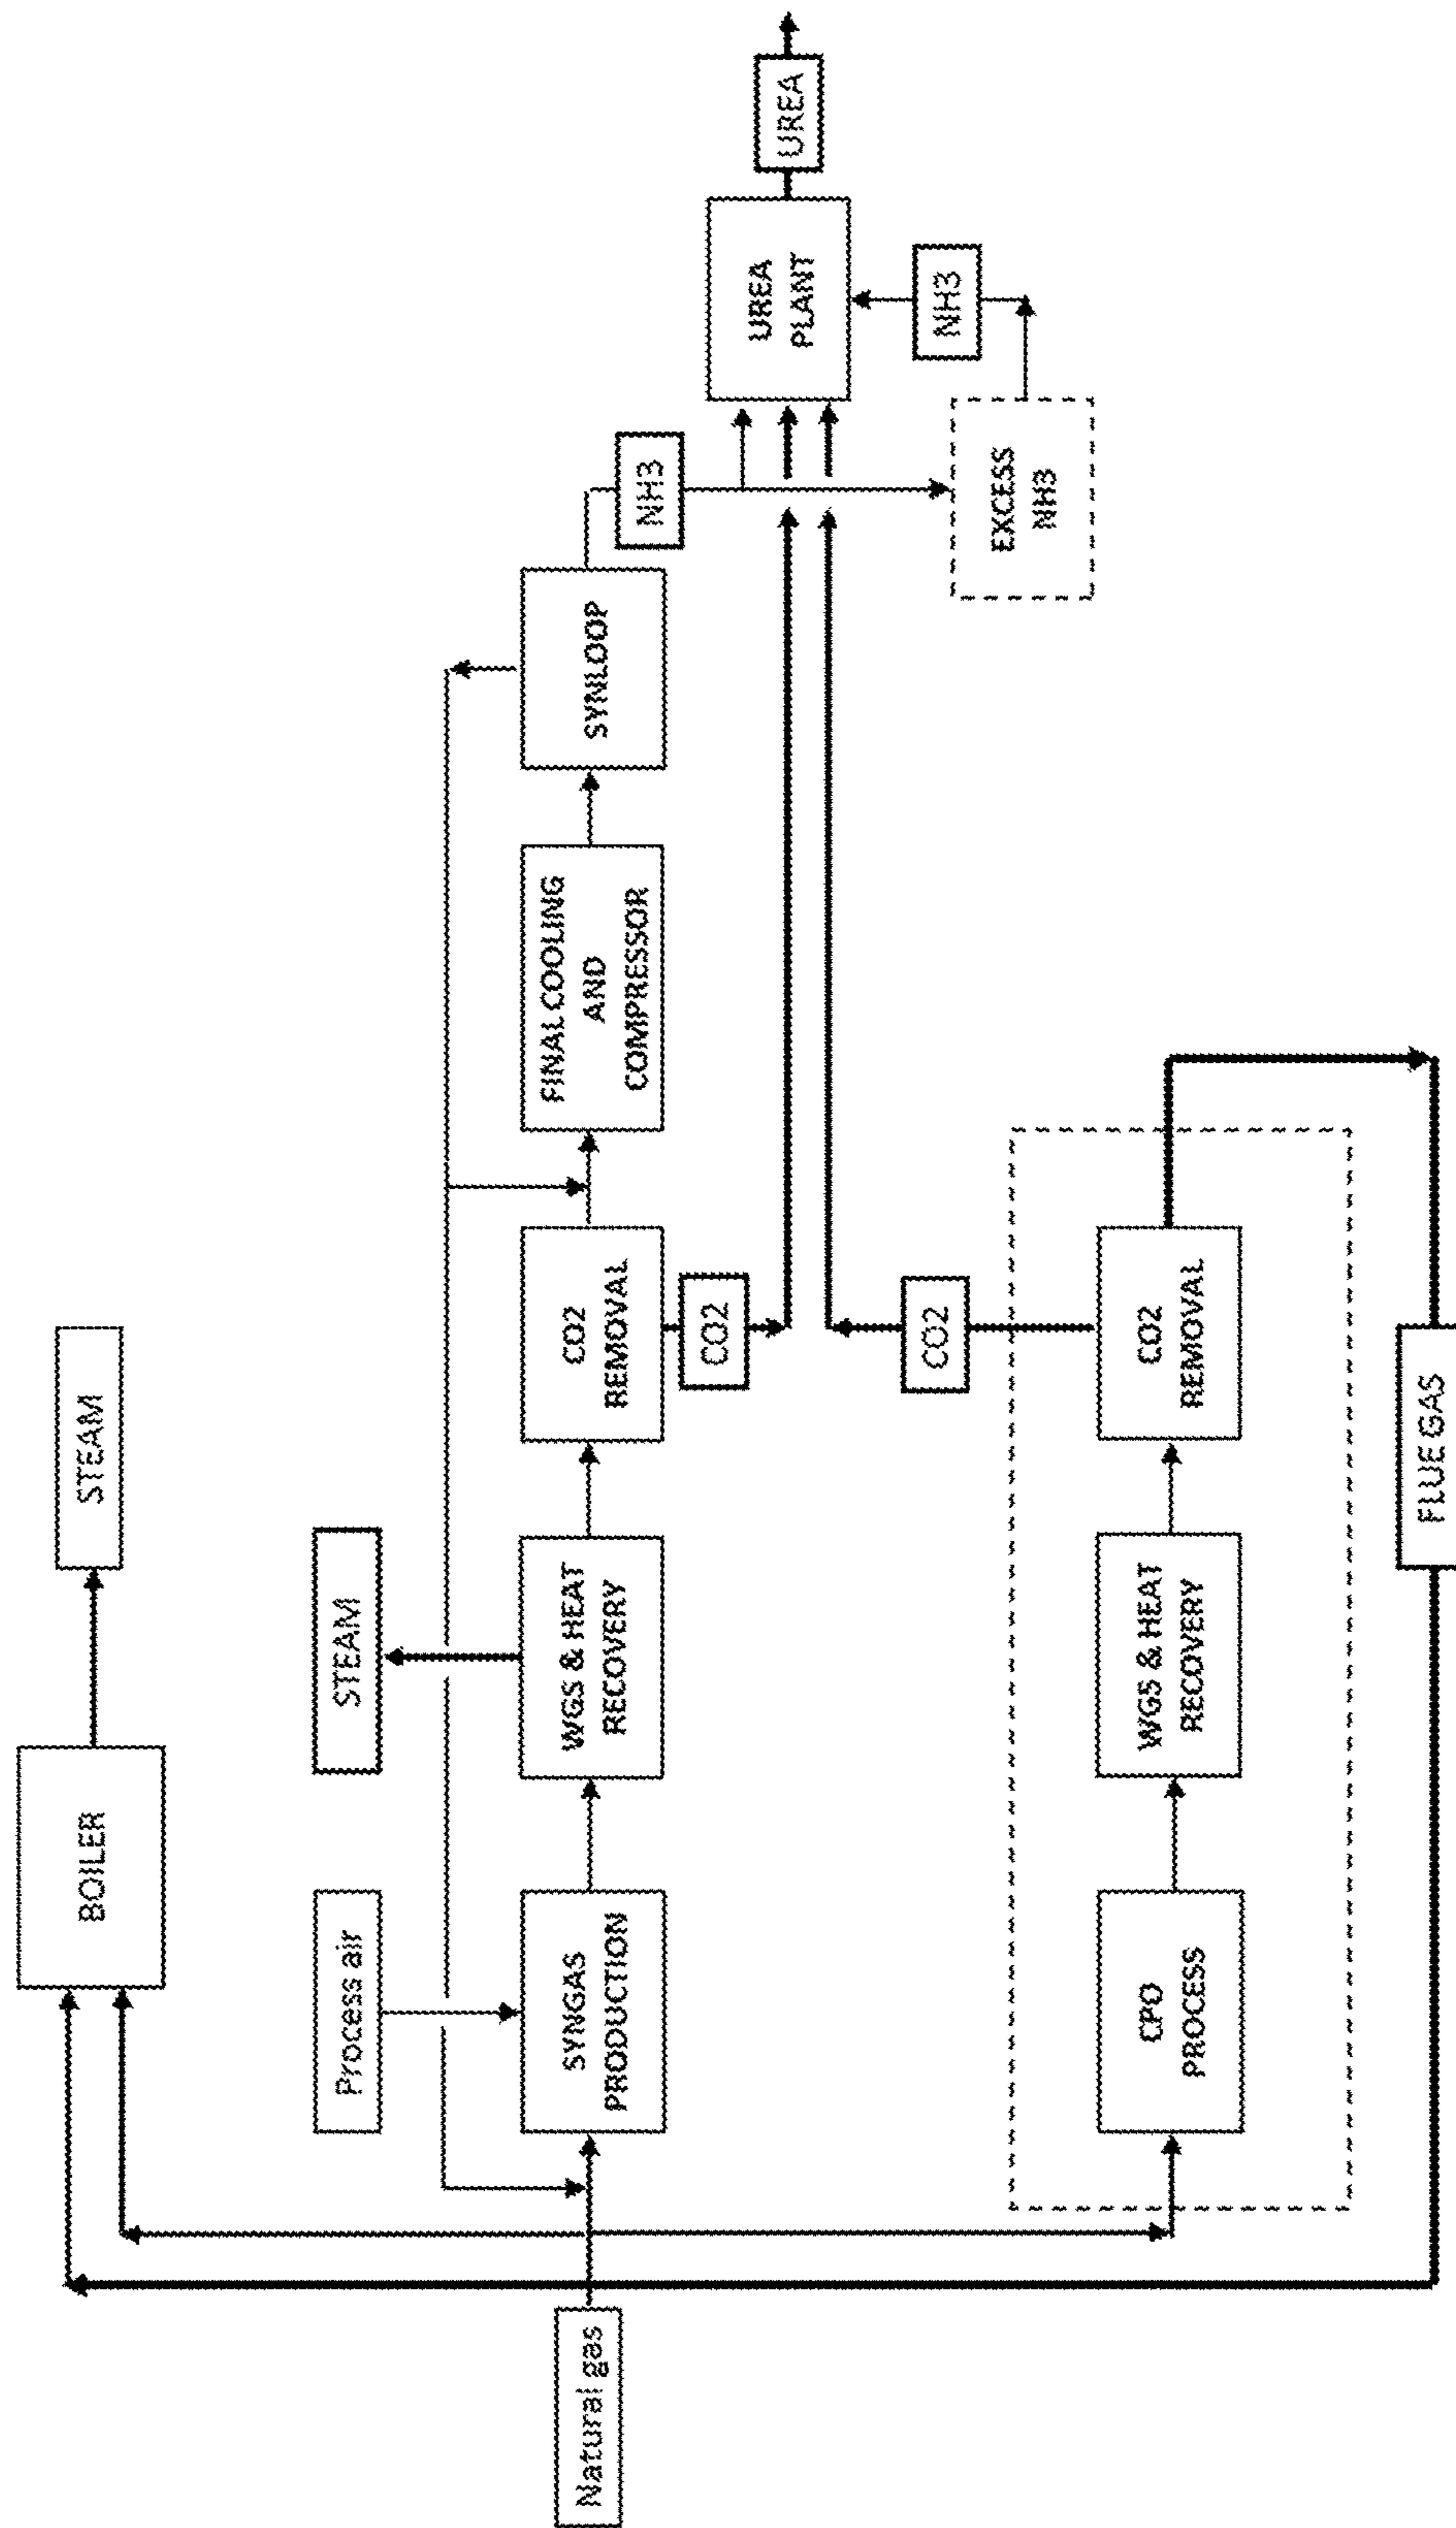 BOILER
STEAM
Process air
STEAM
Natural gas
SYNGAS
PRODUCTION
WGS & HEAT
RECOVERY
CO2
REMOVAL
FINAL COOLING
AND
COMPRESSOR
SYNLOOP
NH3
CO2
UREA
PLANT
UREA
CO2
NH3
EXCESS
NH3
CPO
PROCESS
WGS & HEAT
RECOVERY
CO2
REMOVAL
FLUE GAS